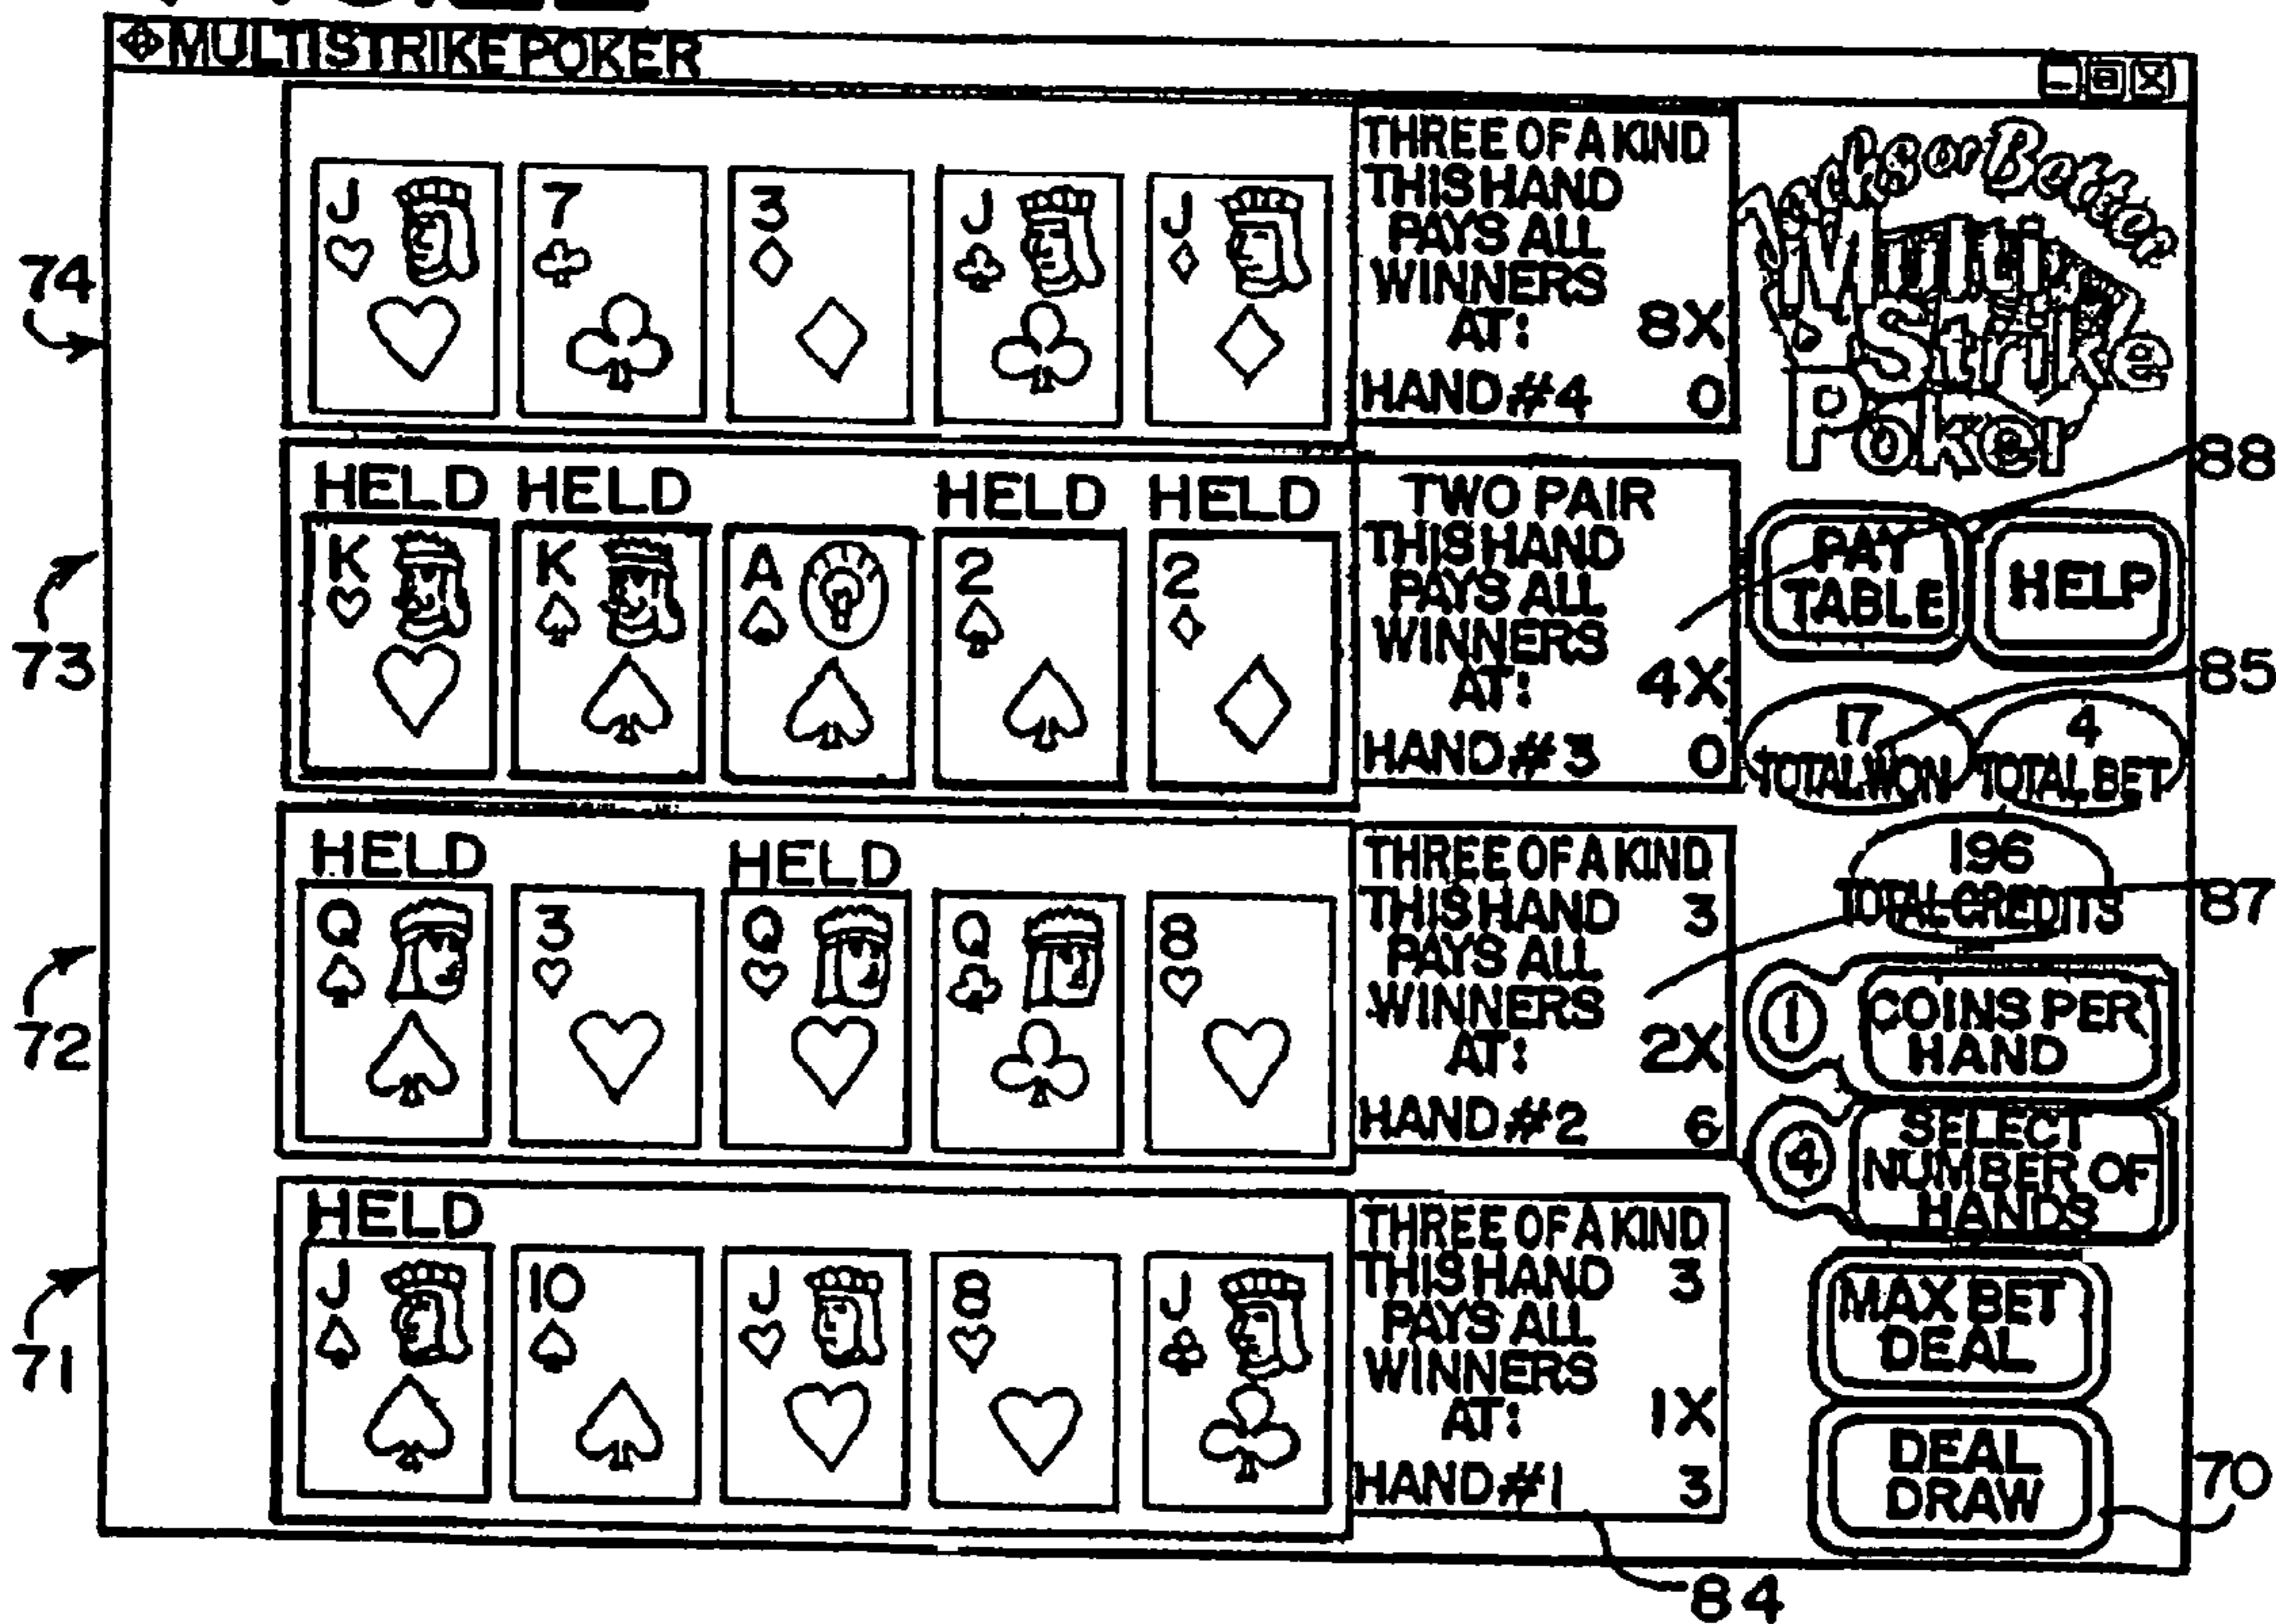 MULTISTRIKE POKER
J 7 3 J J
THREE OF A KIND
THIS HAND
PAYS ALL
WINNERS
AT: 8X
HAND #4 0
Jacks or Better
Multi
Strike
Poker
74
HELD HELD HELD HELD
K K A 2 2
TWO PAIR
THIS HAND
PAYS ALL
WINNERS
AT: 4X
HAND #3 0
88
PAY
TABLE
HELP
85
17
TOTAL WON
4
TOTAL BET
73
HELD HELD
Q 3 Q Q 8
THREE OF A KIND
THIS HAND 3
PAYS ALL
WINNERS
AT: 2X
HAND #2 6
196
TOTAL CREDITS
87
1
COINS PER
HAND
4
SELECT
NUMBER OF
HANDS
72
HELD
J 10 J 8 J
THREE OF A KIND
THIS HAND 3
PAYS ALL
WINNERS
AT: 1X
HAND #1 3
MAX BET
DEAL
DEAL
DRAW
70
71
84